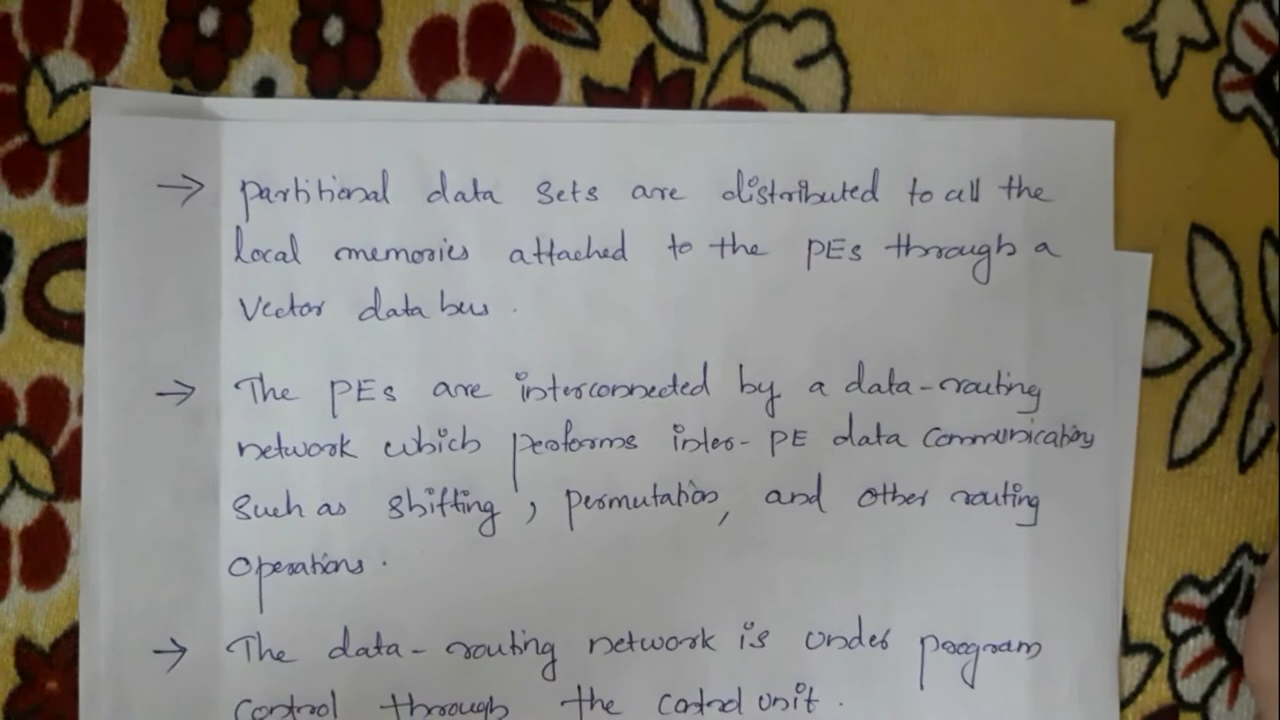 → partitional data sets are distributed to all the
local memories attached to the PEs through a
Vector data bus.
→ The PEs are interconnected by a data-routing
network which performs inter-PE data communication
such as shifting, permutation, and other routing
operations.
→ The data-routing network is under program
control through the control unit.